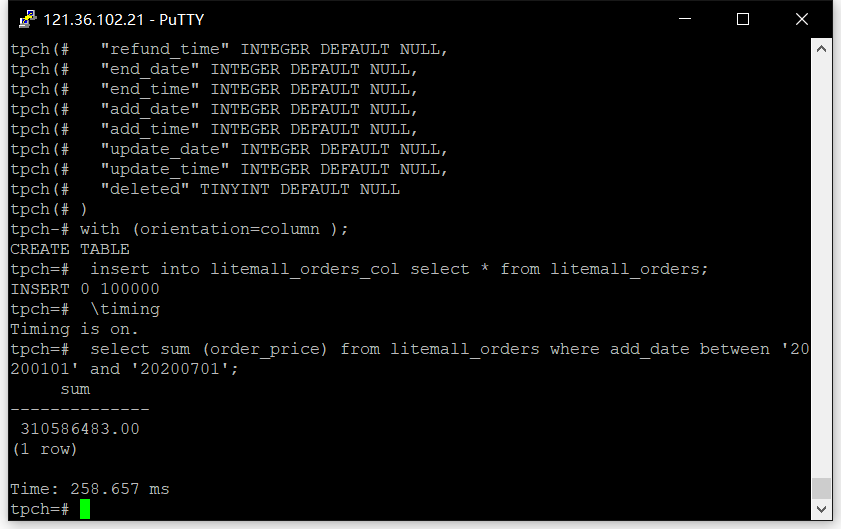 121.36.102.21 - PuTTY
tpch(#   "refund_time" INTEGER DEFAULT NULL,
tpch(#   "end_date" INTEGER DEFAULT NULL,
tpch(#   "end_time" INTEGER DEFAULT NULL,
tpch(#   "add_date" INTEGER DEFAULT NULL,
tpch(#   "add_time" INTEGER DEFAULT NULL,
tpch(#   "update_date" INTEGER DEFAULT NULL,
tpch(#   "update_time" INTEGER DEFAULT NULL,
tpch(#   "deleted" TINYINT DEFAULT NULL
tpch(# )
tpch-# with (orientation=column );
CREATE TABLE
tpch=#  insert into litemall_orders_col select * from litemall_orders;
INSERT 0 100000
tpch=#  \timing
Timing is on.
tpch=#  select sum (order_price) from litemall_orders where add_date between '20
200101' and '20200701';
     sum
--------------
 310586483.00
(1 row)

Time: 258.657 ms
tpch=#